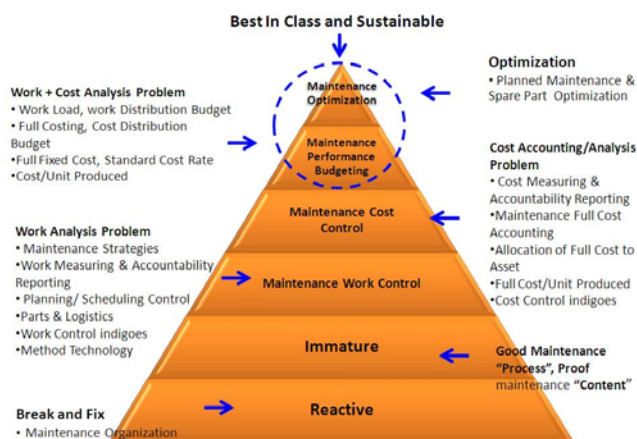 Best In Class and Sustainable
Optimization
• Planned Maintenance &
Spare Part Optimization
Maintenance
Optimization
Work + Cost Analysis Problem
• Work Load, work Distribution Budget
• Full Costing, Cost Distribution
Budget
• Full Fixed Cost, Standard Cost Rate
• Cost/Unit Produced
Maintenance
Performance
Budgeting
Cost Accounting/Analysis
Problem
• Cost Measuring &
Accountability Reporting
• Maintenance Full Cost
Accounting
• Allocation of Full Cost to
Asset
• Full Cost/Unit Produced
• Cost Control indigoes
Maintenance Cost
Control
Work Analysis Problem
• Maintenance Strategies
• Work Measuring & Accountability
Reporting
• Planning/ Scheduling Control
• Parts & Logistics
• Work Control indigoes
• Method Technology
Maintenance Work Control
Immature
Good Maintenance
"Process", Proof
maintenance "Content"
Break and Fix
• Maintenance Organization
Reactive